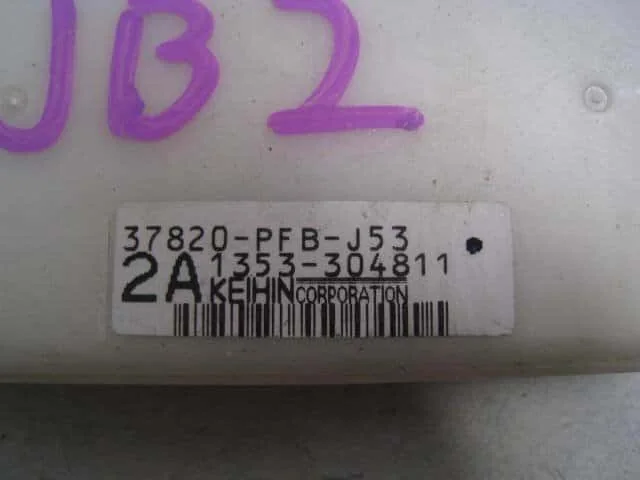 JB2
37820-PFB-J53
2A 1353-304811
KEIHIN CORPORATION